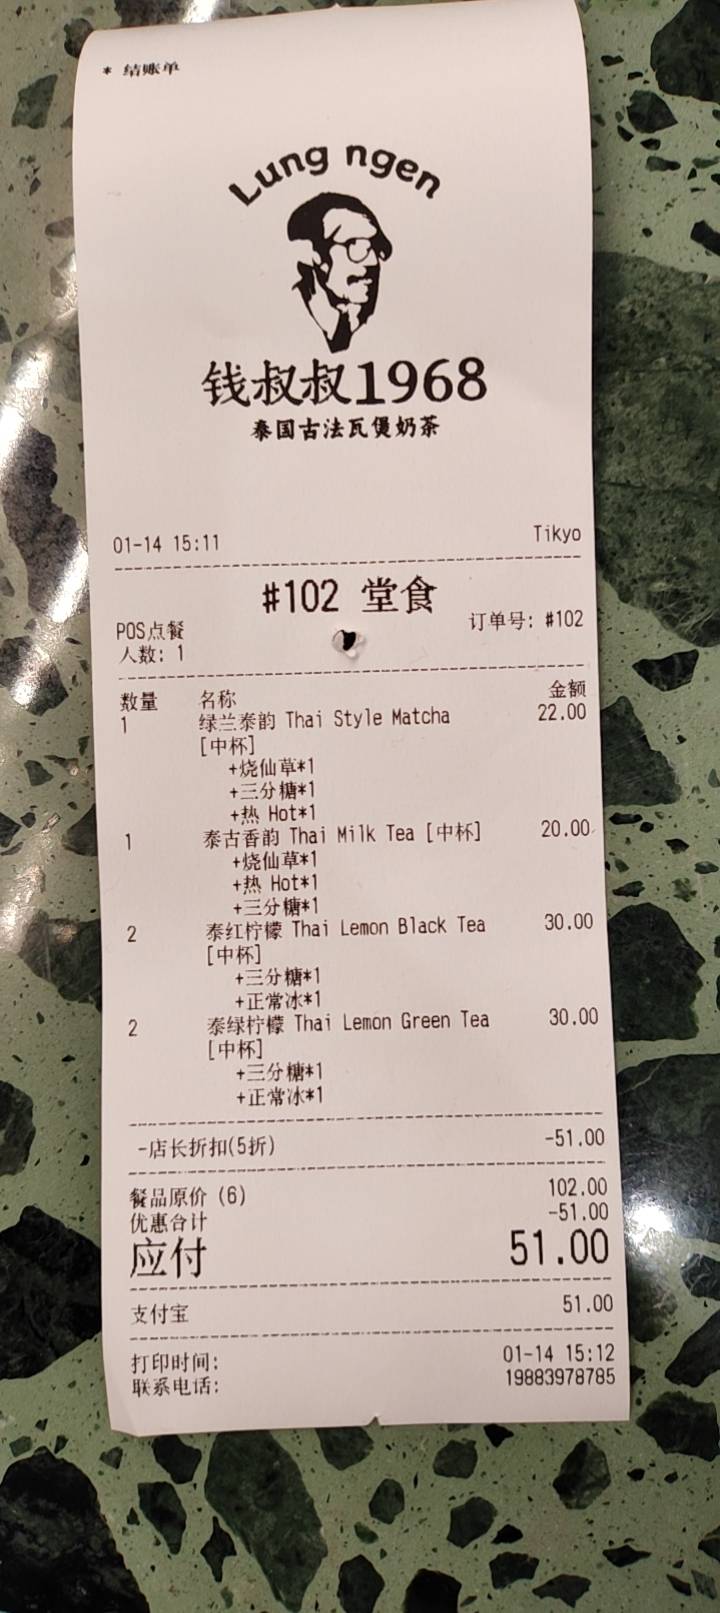 * 结账单
Lung ngen
钱叔叔1968
泰国古法瓦煲奶茶
01-14 15:11 Tikyo
#102 堂食
POS点餐 订单号: #102
人数: 1
数量 名称 金额
1 绿兰泰韵 Thai Style Matcha 22.00
[中杯]
+烧仙草*1
+三分糖*1
+热 Hot*1
1 泰古香韵 Thai Milk Tea [中杯] 20.00
+烧仙草*1
+热 Hot*1
+三分糖*1
2 泰红柠檬 Thai Lemon Black Tea 30.00
[中杯]
+三分糖*1
+正常冰*1
2 泰绿柠檬 Thai Lemon Green Tea 30.00
[中杯]
+三分糖*1
+正常冰*1
-店长折扣(5折) -51.00
餐品原价 (6) 102.00
优惠合计 -51.00
应付 51.00
支付宝 51.00
打印时间: 01-14 15:12
联系电话: 19883978785